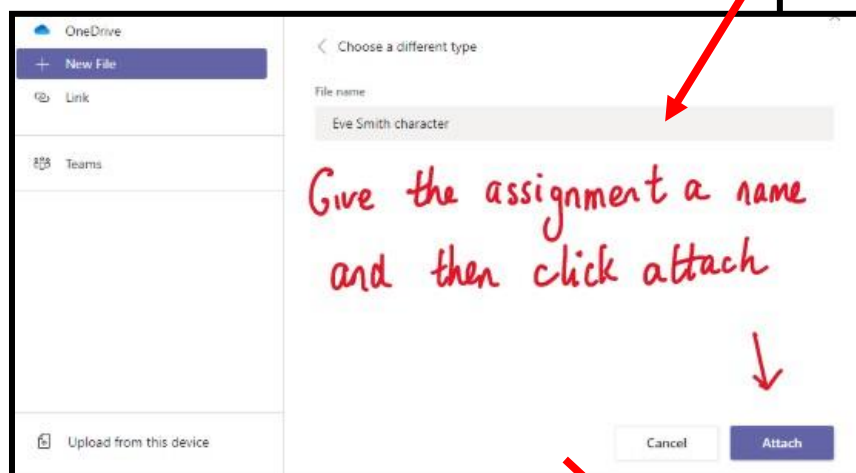 OneDrive
New File
Link
Teams
Upload from this device
Choose a different type
File name
Eve Smith character
Give the assignment a name
and then click attach
Cancel
Attach